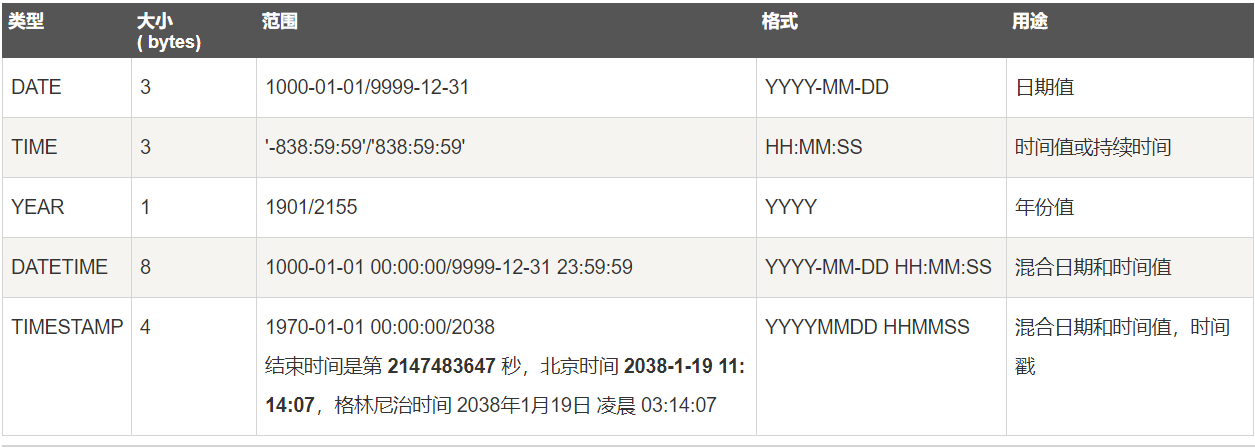 类型 大小 范围 格式 用途
( bytes)
DATE 3 1000-01-01/9999-12-31 YYYY-MM-DD 日期值
TIME 3 '-838:59:59'/'838:59:59' HH:MM:SS 时间值或持续时间
YEAR 1 1901/2155 YYYY 年份值
DATETIME 8 1000-01-01 00:00:00/9999-12-31 23:59:59 YYYY-MM-DD HH:MM:SS 混合日期和时间值
TIMESTAMP 4 1970-01-01 00:00:00/2038 YYYYMMDD HHMMSS 混合日期和时间值，时间
结束时间是第 2147483647 秒，北京时间 2038-1-19 11: 戳
14:07，格林尼治时间 2038年1月19日 凌晨 03:14:07